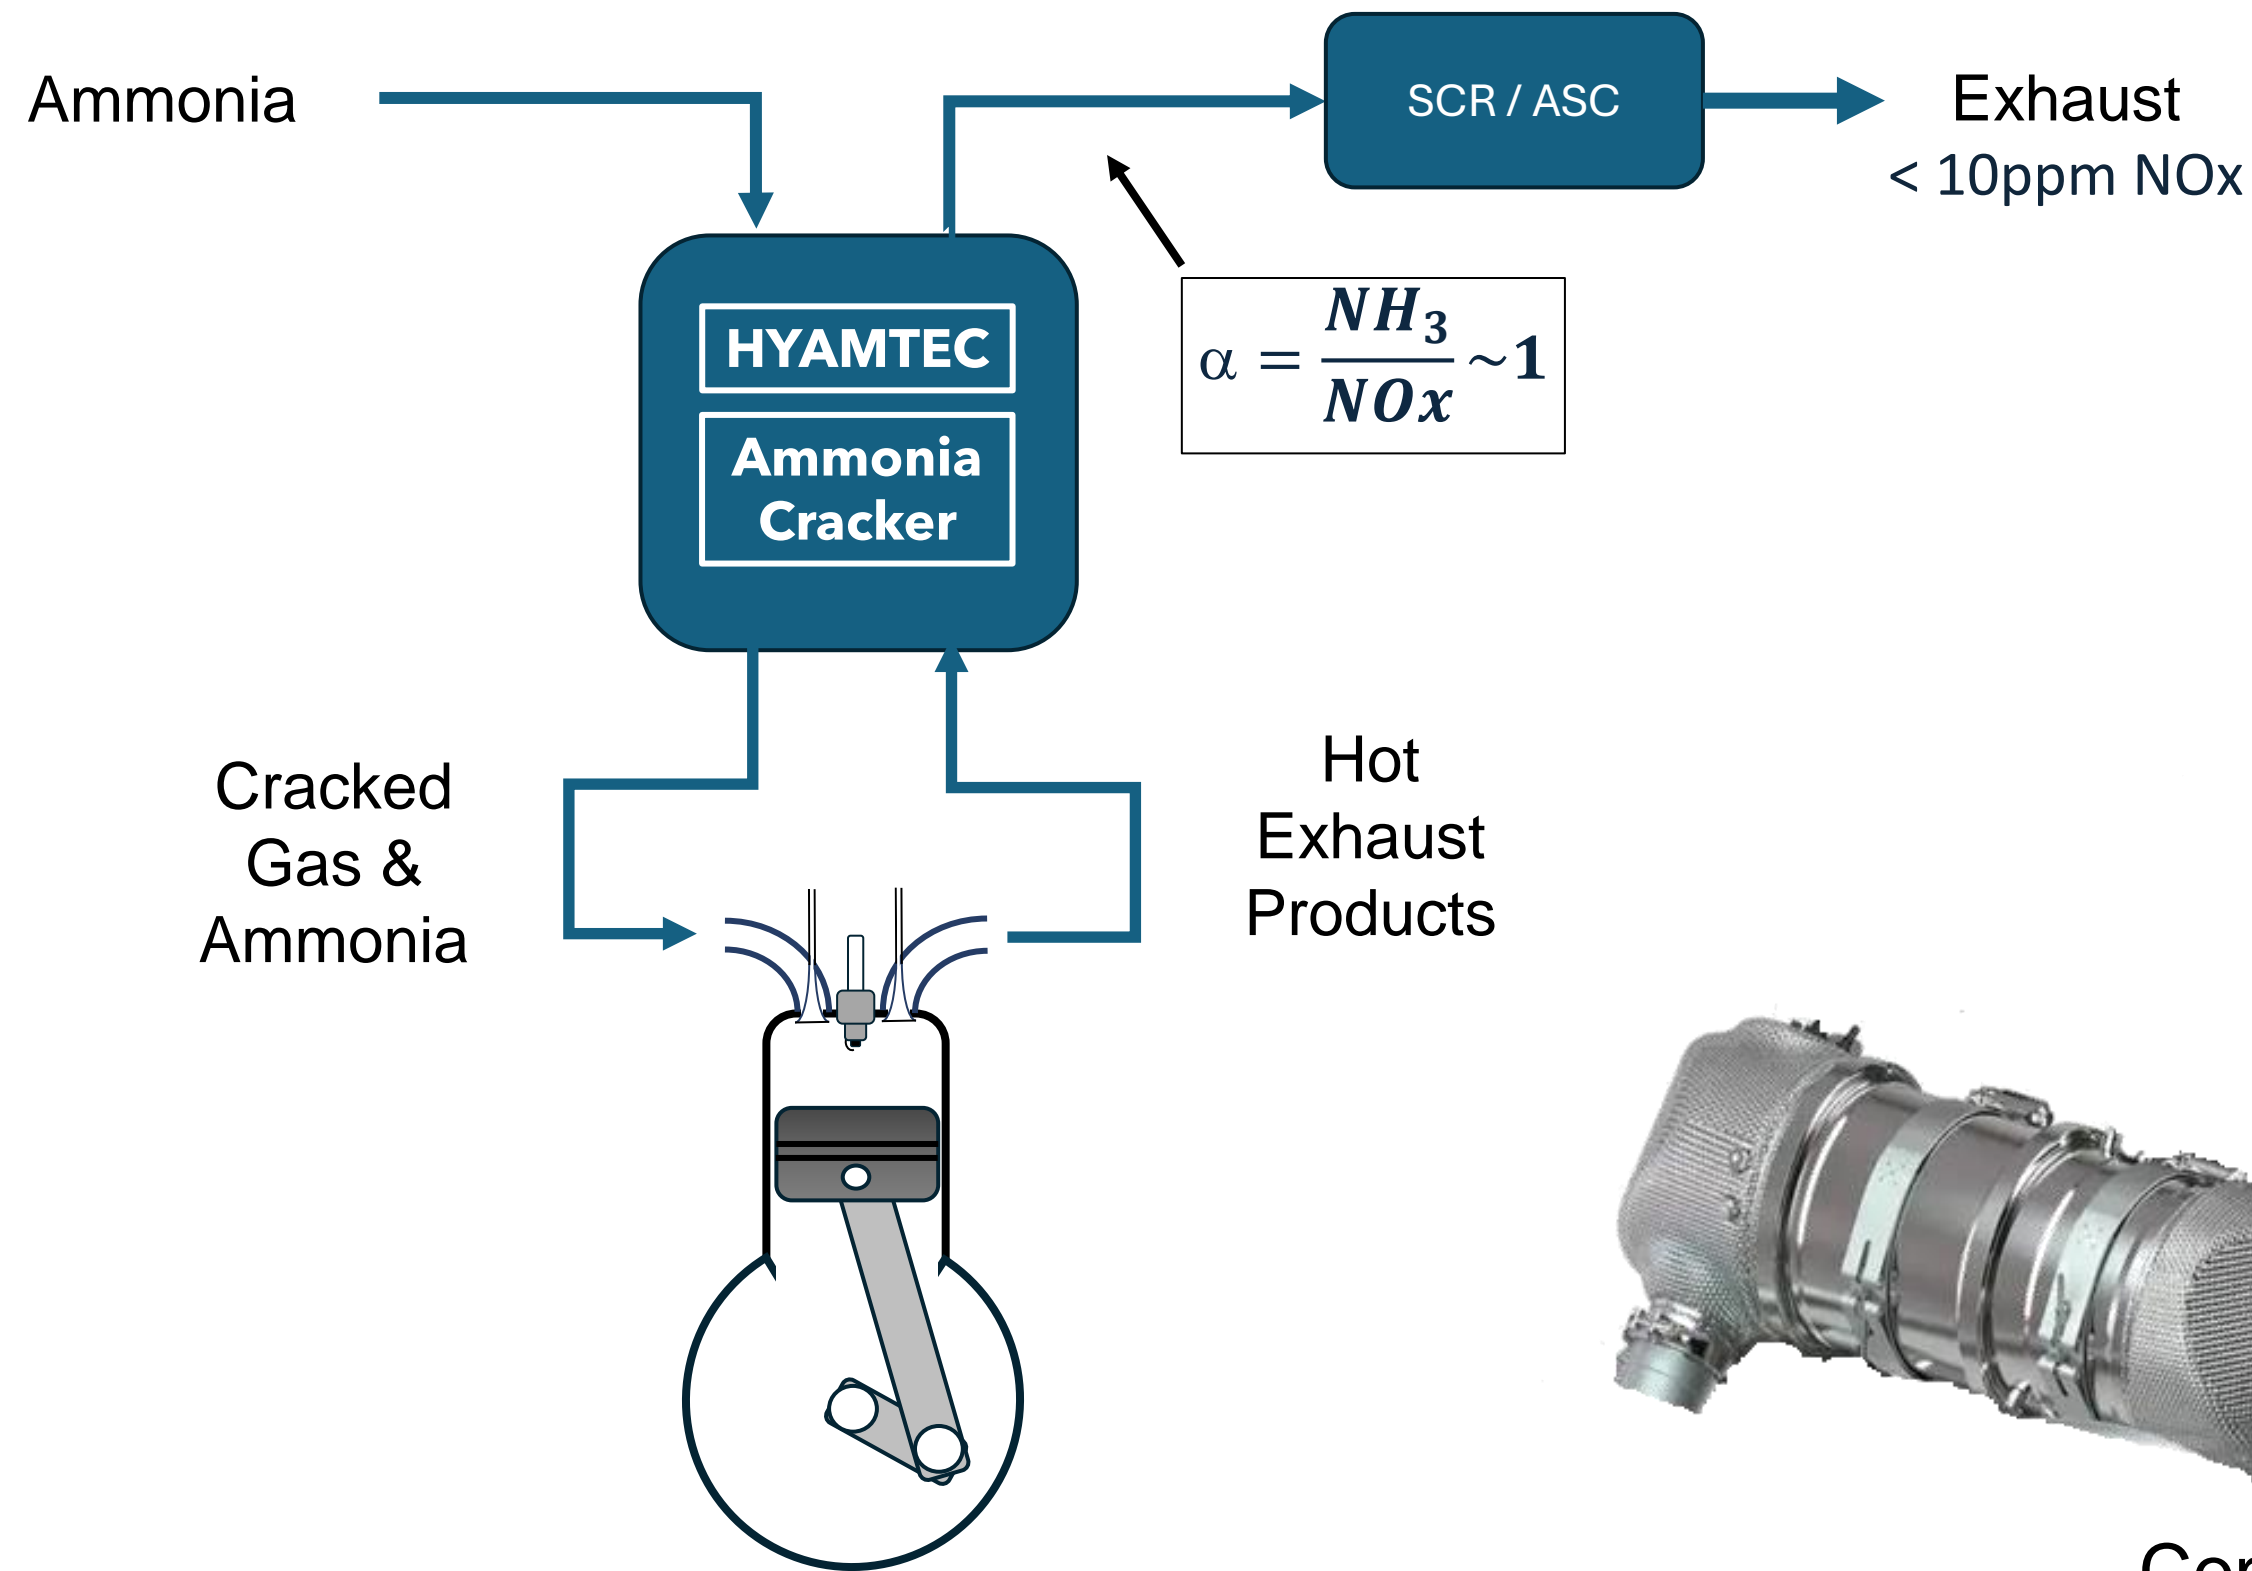 Ammonia
SCR / ASC
Exhaust
< 10ppm NOx
HYAMTEC
Ammonia
Cracker
α = NH₃/NOx ~1
Cracked
Gas &
Ammonia
Hot
Exhaust
Products